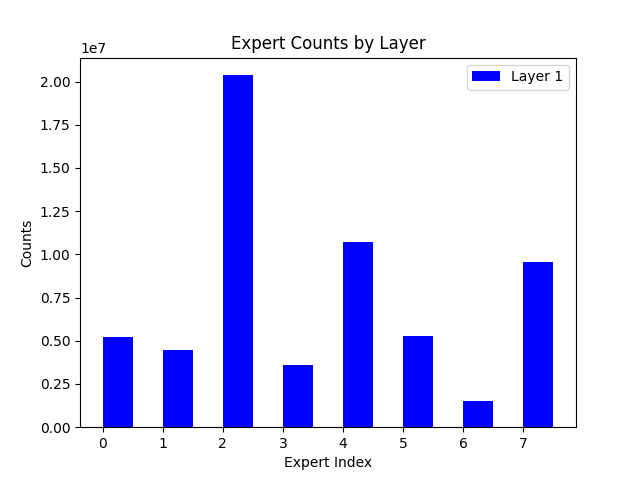 Expert Counts by Layer
1e7
Layer 1
2.00
1.75
1.50
1.25
1.00
0.75
0.50
0.25
0.00
Counts
0 1 2 3 4 5 6 7
Expert Index